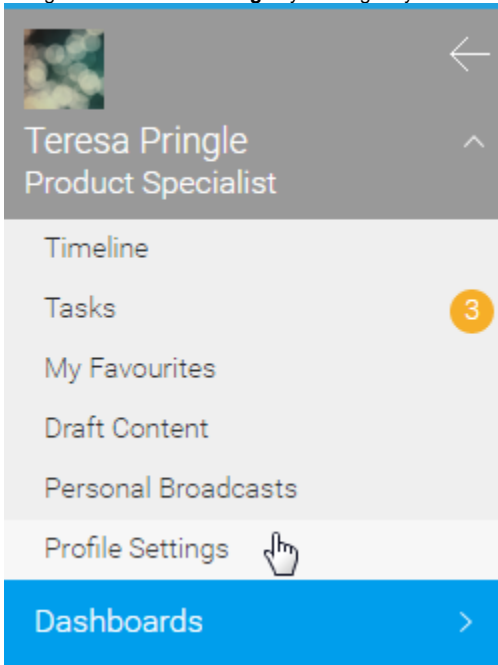 Teresa Pringle
Product Specialist
Timeline
Tasks
3
My Favourites
Draft Content
Personal Broadcasts
Profile Settings
Dashboards